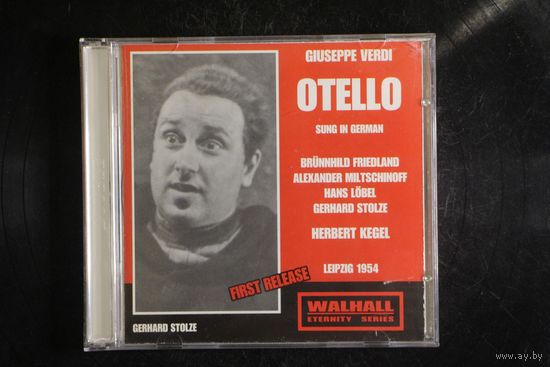 GIUSEPPE VERDI
OTELLO
SUNG IN GERMAN
BRÜNNHILD FRIEDLAND
ALEXANDER MILTSCHINOFF
HANS LÖBEL
GERHARD STOLZE
HERBERT KEGEL
LEIPZIG 1954
FIRST RELEASE
WALHALL
ETERNITY SERIES
GERHARD STOLZE
www.ay.by